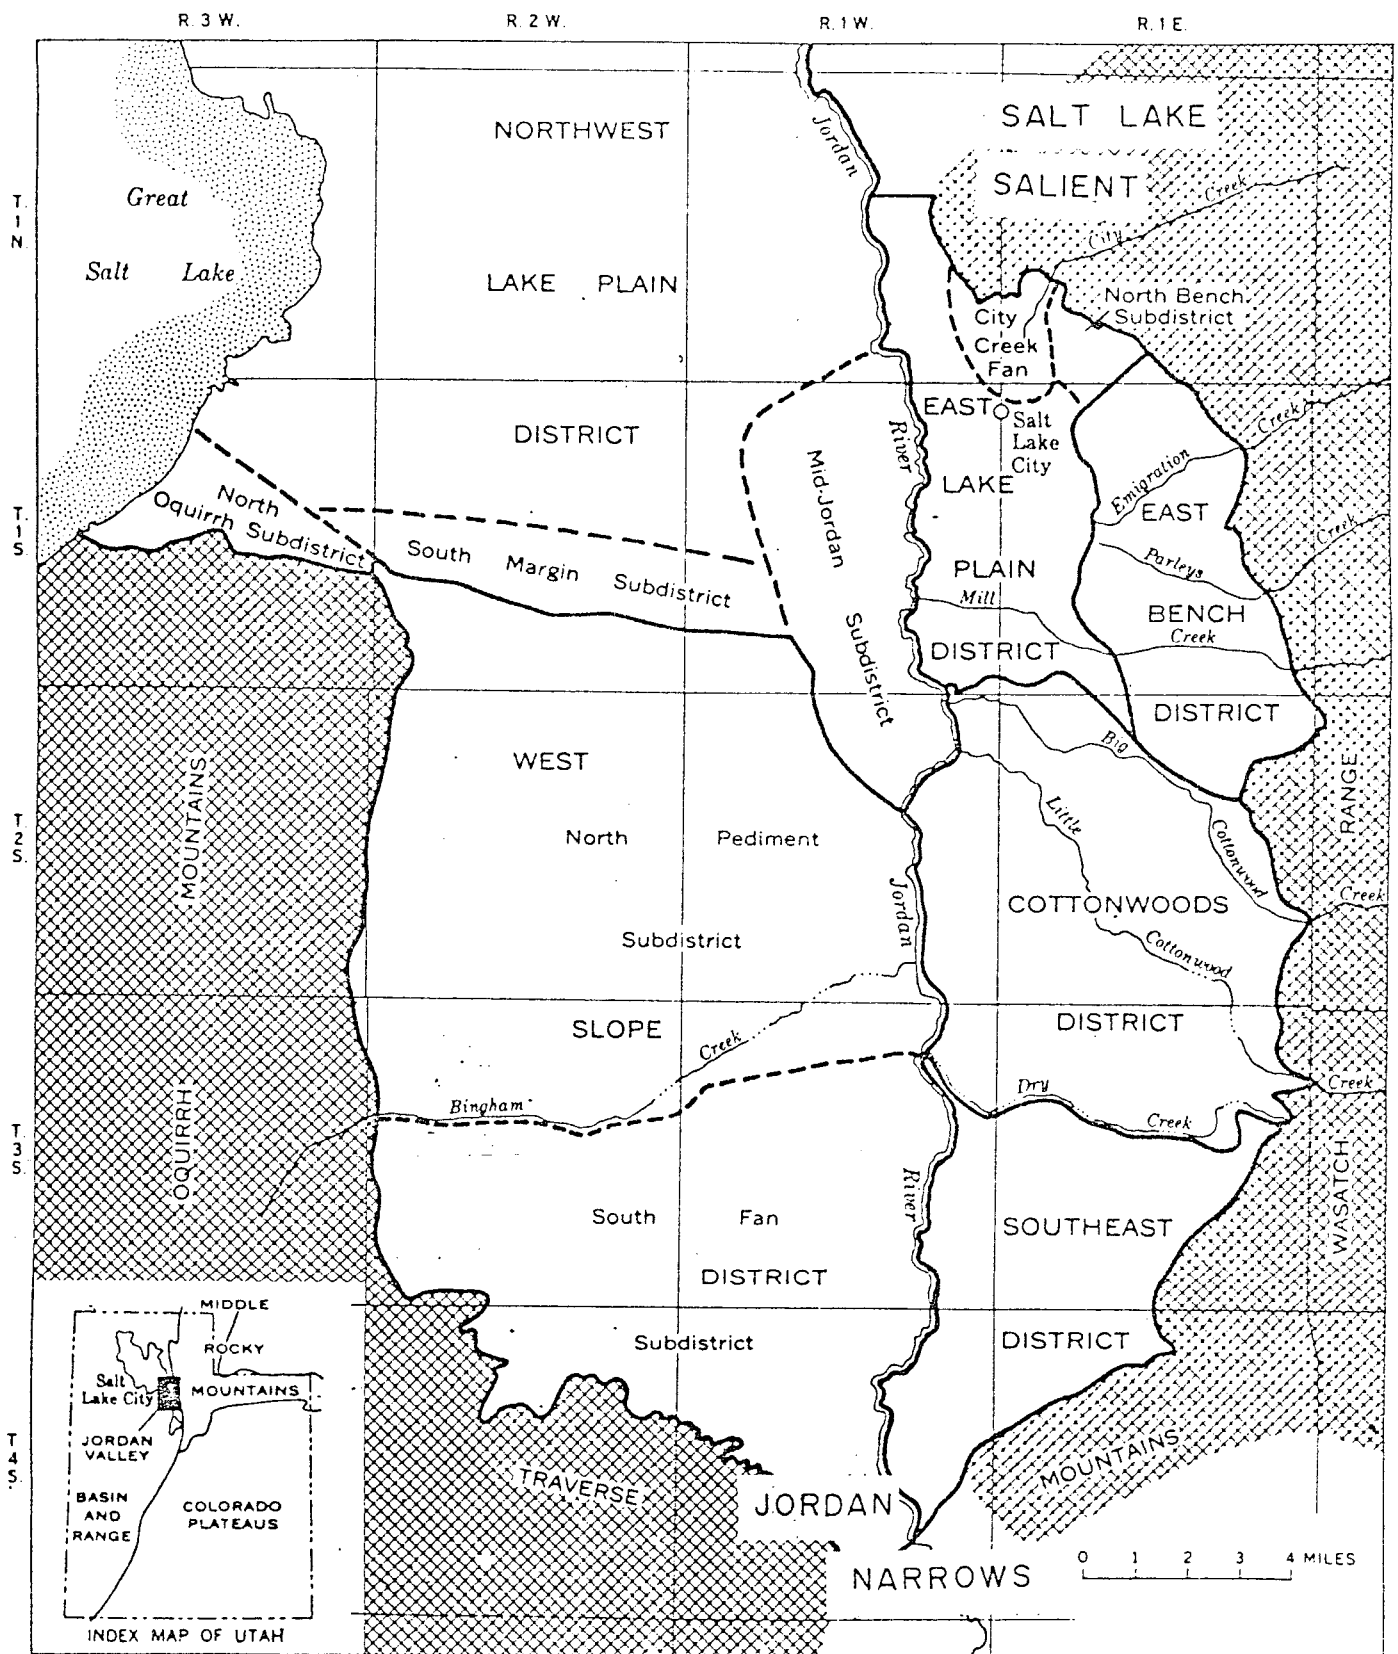 R. 3 W. R. 2 W. R. 1 W. R. 1 E.
T. 1 N.
T. 1 S.
T. 2 S.
T. 3 S.
T. 4 S.
Great
Salt Lake
NORTHWEST
LAKE PLAIN
DISTRICT
North
Oquirrh Subdistrict
South Margin Subdistrict
Jordan
River
Mid-Jordan
Subdistrict
SALT LAKE
SALIENT
City Creek
North Bench
Subdistrict
City
Creek
Fan
EAST
Salt
Lake
City
LAKE
PLAIN
DISTRICT
Mill Creek
Emigration Creek
EAST
Parleys Creek
BENCH
DISTRICT
WEST
North Pediment
Subdistrict
SLOPE
Bingham Creek
South Fan
DISTRICT
Subdistrict
Jordan
River
Big Cottonwood Creek
Little Cottonwood Creek
COTTONWOODS
DISTRICT
Dry Creek
SOUTHEAST
DISTRICT
OQUIRRH MOUNTAINS
WASATCH RANGE
TRAVERSE MOUNTAINS
JORDAN
NARROWS
0 1 2 3 4 MILES
MIDDLE
ROCKY
MOUNTAINS
Salt
Lake City
JORDAN
VALLEY
BASIN
AND
RANGE
COLORADO
PLATEAUS
INDEX MAP OF UTAH